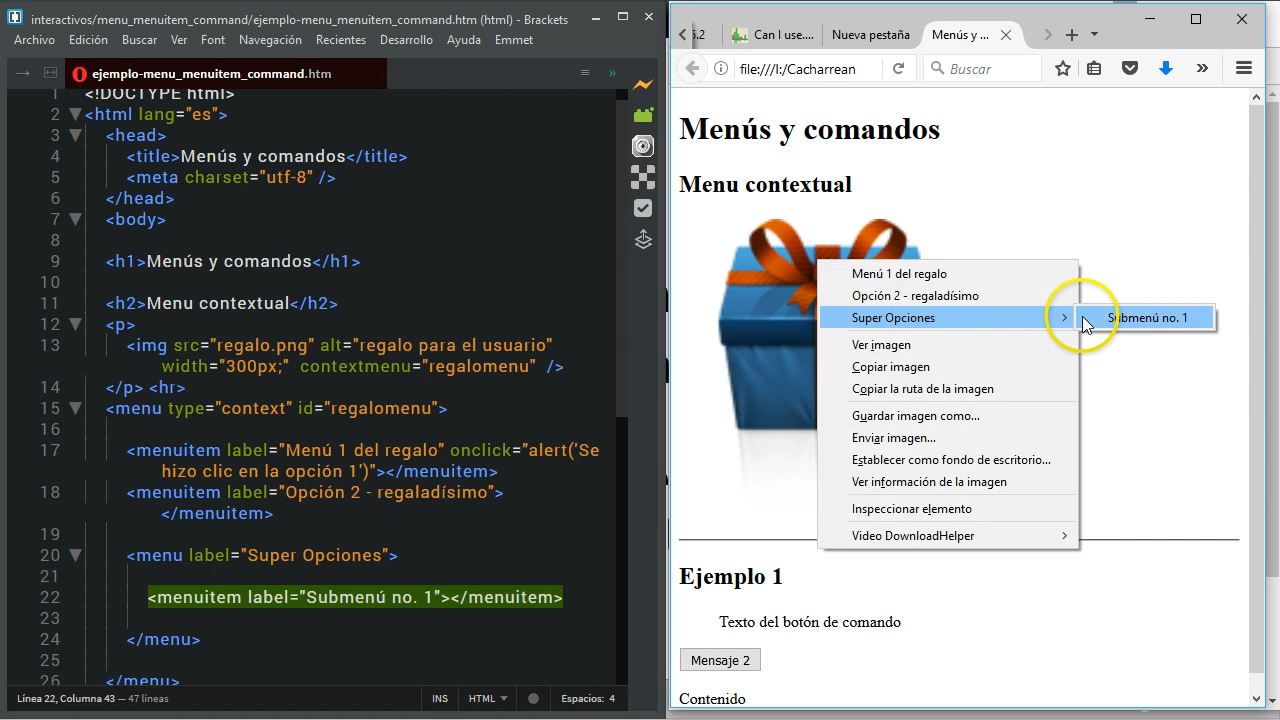 interactivos/menu_menuitem_command/ejemplo-menu_menuitem_command.htm (html) - Brackets
Archivo Edición Buscar Ver Font Navegación Recientes Desarrollo Ayuda Emmet
ejemplo-menu_menuitem_command.htm
1 <!DOCTYPE html>
2 <html lang="es">
3 <head>
4 <title>Menús y comandos</title>
5 <meta charset="utf-8" />
6 </head>
7 <body>
8
9 <h1>Menús y comandos</h1>
10
11 <h2>Menu contextual</h2>
12 <p>
13 <img src="regalo.png" alt="regalo para el usuario"
width="300px;" contextmenu="regalomenu" />
14 </p> <hr>
15 <menu type="context" id="regalomenu">
16
17 <menuitem label="Menú 1 del regalo" onclick="alert('Se
hizo clic en la opción 1')"></menuitem>
18 <menuitem label="Opción 2 - regaladísimo">
</menuitem>
19
20 <menu label="Super Opciones">
21
22 <menuitem label="Submenú no. 1"></menuitem>
23
24 </menu>
25
26 </menu>
Línea 22, Columna 43 — 47 líneas INS HTML Espacios: 4
5.2 Can I use.... Nueva pestaña Menús y ...
file:///I:/Cacharrean Buscar
Menús y comandos
Menu contextual
Menú 1 del regalo
Opción 2 - regaladísimo
Super Opciones Submenú no. 1
Ver imagen
Copiar imagen
Copiar la ruta de la imagen
Guardar imagen como...
Enviar imagen...
Establecer como fondo de escritorio...
Ver información de la imagen
Inspeccionar elemento
Video DownloadHelper
Ejemplo 1
Texto del botón de comando
Mensaje 2
Contenido